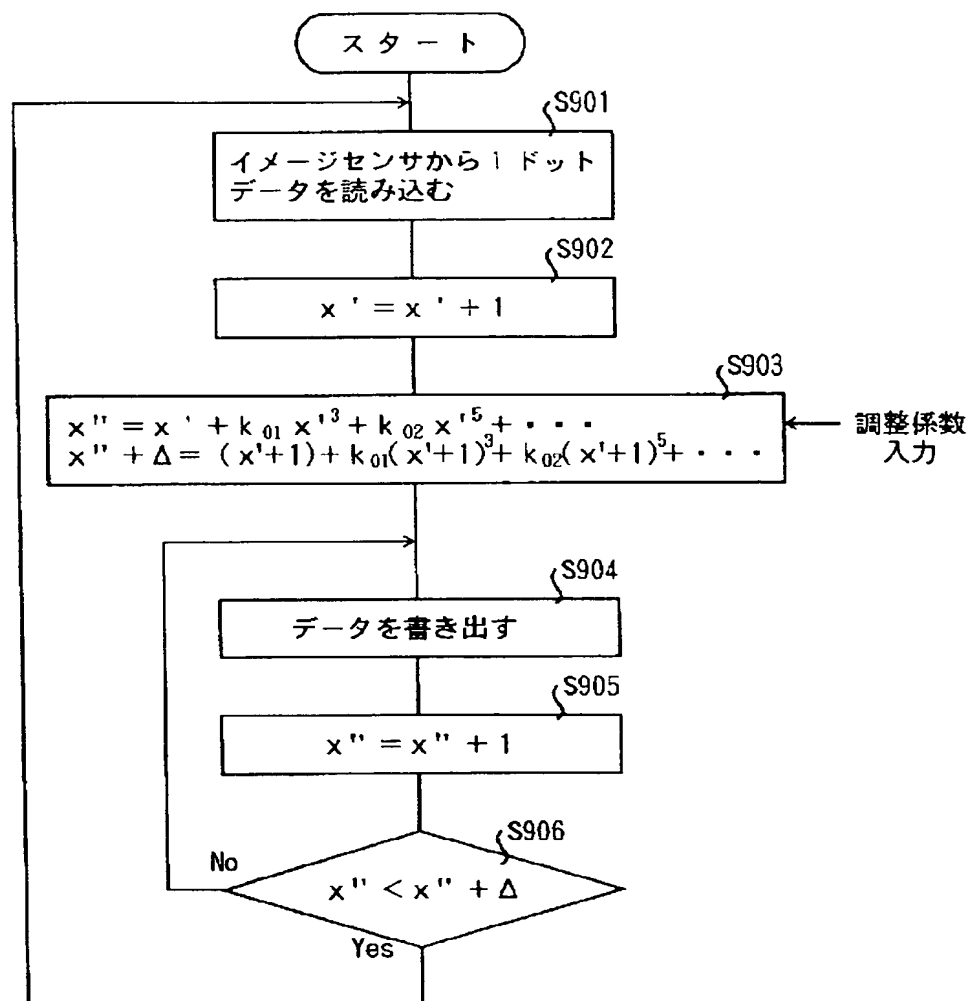 スタート
S901
イメージセンサから1ドット
データを読み込む
S902
x' = x' + 1
S903
x'' = x' + k₀₁ x'³ + k₀₂ x'⁵ + ・・・
x'' + Δ = (x'+1) + k₀₁(x'+1)³ + k₀₂(x'+1)⁵ + ・・・
調整係数
入力
S904
データを書き出す
S905
x'' = x'' + 1
S906
No
x'' < x'' + Δ
Yes